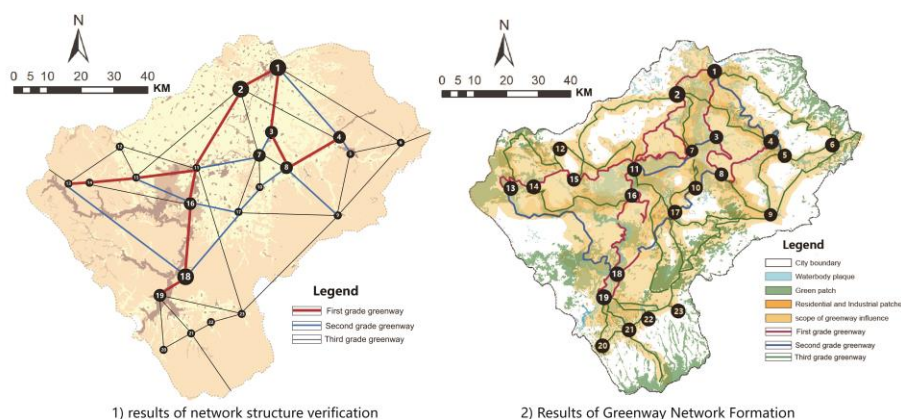 N
0 5 10 20 30 40
KM
1
2
3
4
7
8
16
18
19
Legend
First grade greenway
Second grade greenway
Third grade greenway
1) results of network structure verification
N
0 5 10 20 30 40
KM
1
2
3
4
5
6
7
8
9
10
11
12
13
14
15
16
17
18
19
20
21
22
23
Legend
City boundary
Waterbody plaque
Green patch
Residential and Industrial patche
scope of greenway influence
First grade greenway
Second grade greenway
Third grade greenway
2) Results of Greenway Network Formation